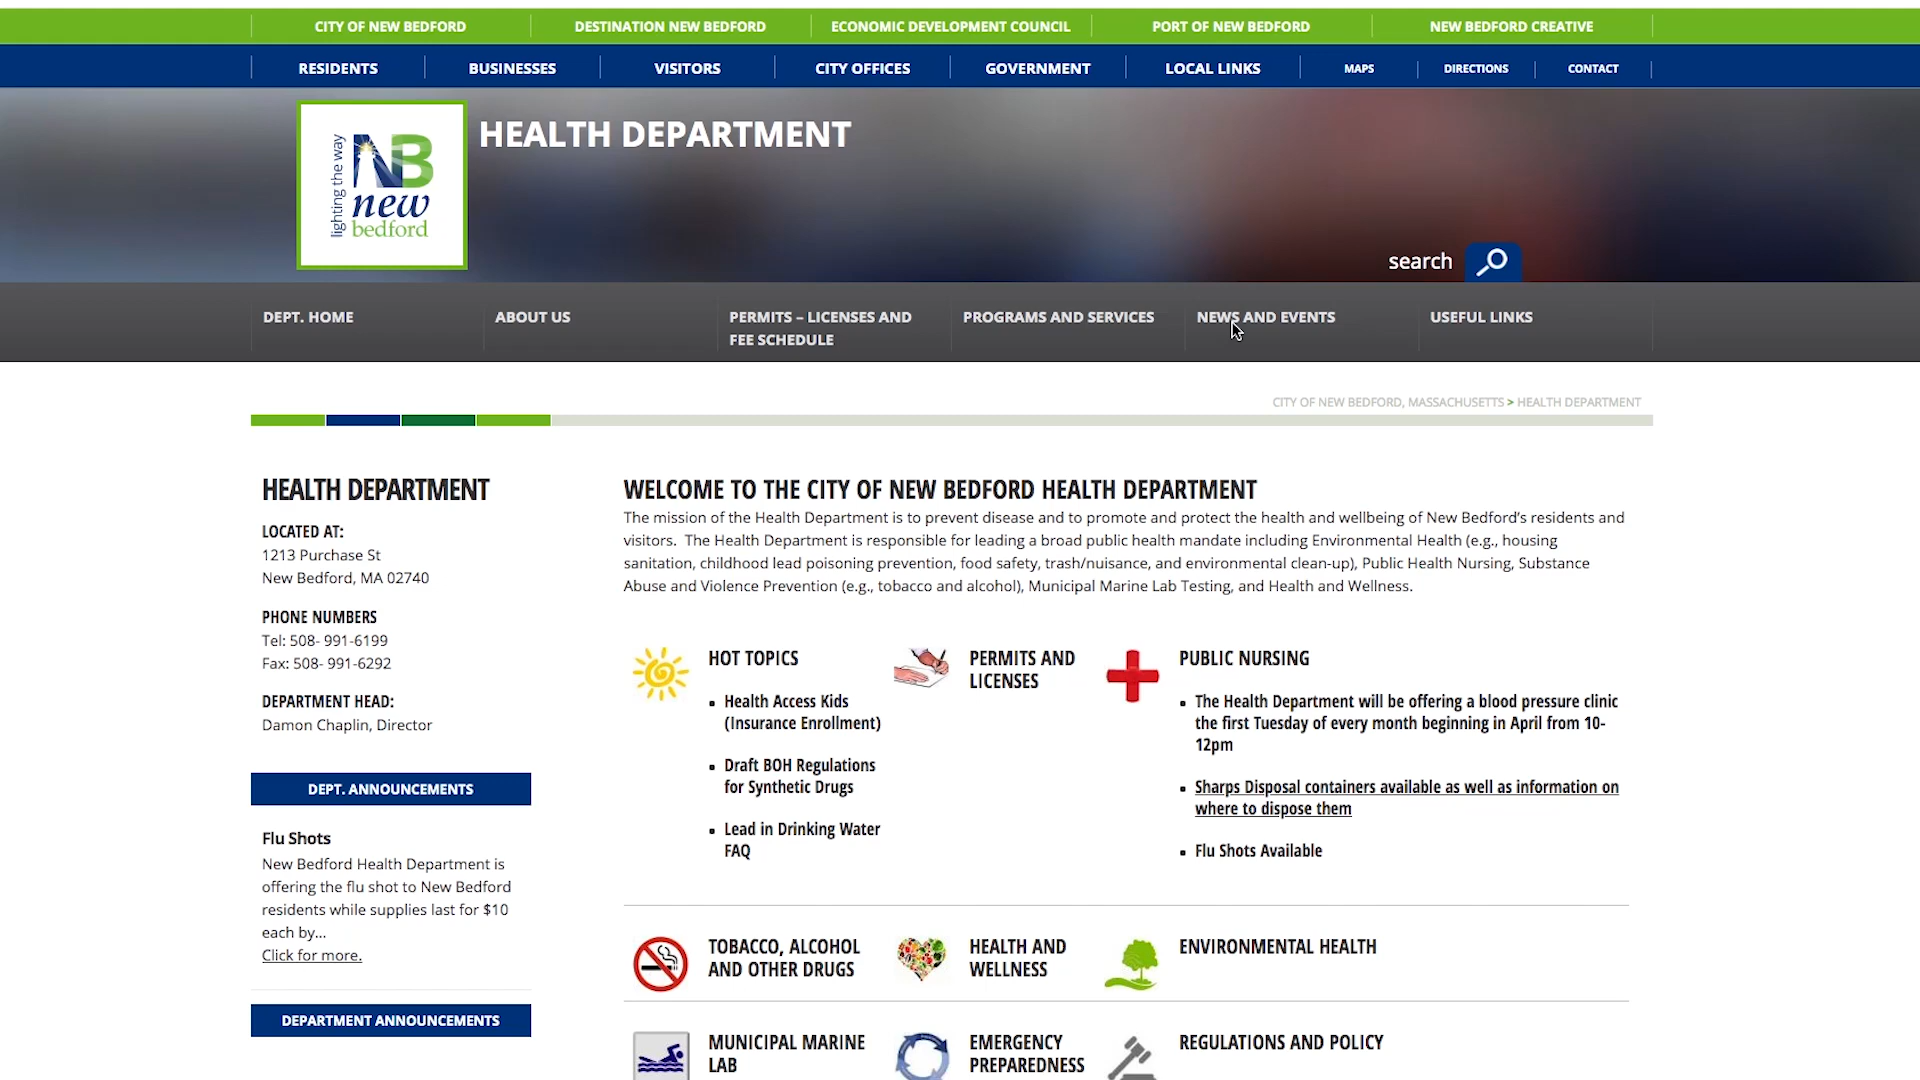 CITY OF NEW BEDFORD
DESTINATION NEW BEDFORD
ECONOMIC DEVELOPMENT COUNCIL
PORT OF NEW BEDFORD
NEW BEDFORD CREATIVE
RESIDENTS
BUSINESSES
VISITORS
CITY OFFICES
GOVERNMENT
LOCAL LINKS
MAPS
DIRECTIONS
CONTACT
lighting the way
NB
new
bedford
HEALTH DEPARTMENT
search
DEPT. HOME
ABOUT US
PERMITS – LICENSES AND
FEE SCHEDULE
PROGRAMS AND SERVICES
NEWS AND EVENTS
USEFUL LINKS
CITY OF NEW BEDFORD, MASSACHUSETTS > HEALTH DEPARTMENT
HEALTH DEPARTMENT
LOCATED AT:
1213 Purchase St
New Bedford, MA 02740
PHONE NUMBERS
Tel: 508- 991-6199
Fax: 508- 991-6292
DEPARTMENT HEAD:
Damon Chaplin, Director
DEPT. ANNOUNCEMENTS
Flu Shots
New Bedford Health Department is
offering the flu shot to New Bedford
residents while supplies last for $10
each by...
Click for more.
DEPARTMENT ANNOUNCEMENTS
WELCOME TO THE CITY OF NEW BEDFORD HEALTH DEPARTMENT
The mission of the Health Department is to prevent disease and to promote and protect the health and wellbeing of New Bedford's residents and
visitors. The Health Department is responsible for leading a broad public health mandate including Environmental Health (e.g., housing
sanitation, childhood lead poisoning prevention, food safety, trash/nuisance, and environmental clean-up), Public Health Nursing, Substance
Abuse and Violence Prevention (e.g., tobacco and alcohol), Municipal Marine Lab Testing, and Health and Wellness.
HOT TOPICS
Health Access Kids
(Insurance Enrollment)
Draft BOH Regulations
for Synthetic Drugs
Lead in Drinking Water
FAQ
PERMITS AND
LICENSES
PUBLIC NURSING
The Health Department will be offering a blood pressure clinic
the first Tuesday of every month beginning in April from 10-
12pm
Sharps Disposal containers available as well as information on
where to dispose them
Flu Shots Available
TOBACCO, ALCOHOL
AND OTHER DRUGS
HEALTH AND
WELLNESS
ENVIRONMENTAL HEALTH
MUNICIPAL MARINE
LAB
EMERGENCY
PREPAREDNESS
REGULATIONS AND POLICY